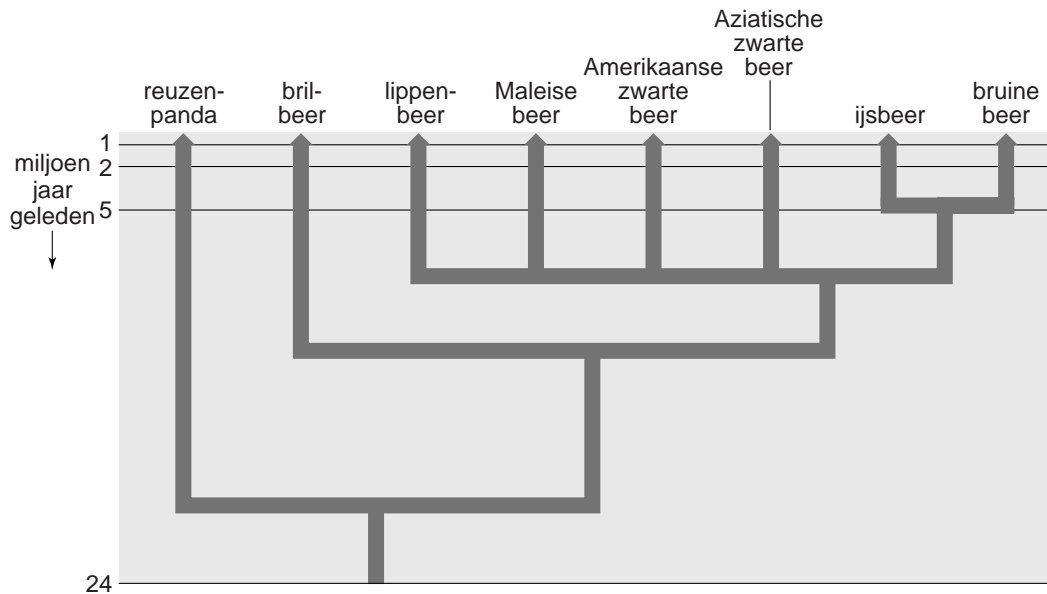 reuzen-
panda
bril-
beer
lippen-
beer
Maleise
beer
Amerikaanse
zwarte
beer
Aziatische
zwarte
beer
ijsbeer
bruine
beer
1
2
5
24
miljoen
jaar
geleden